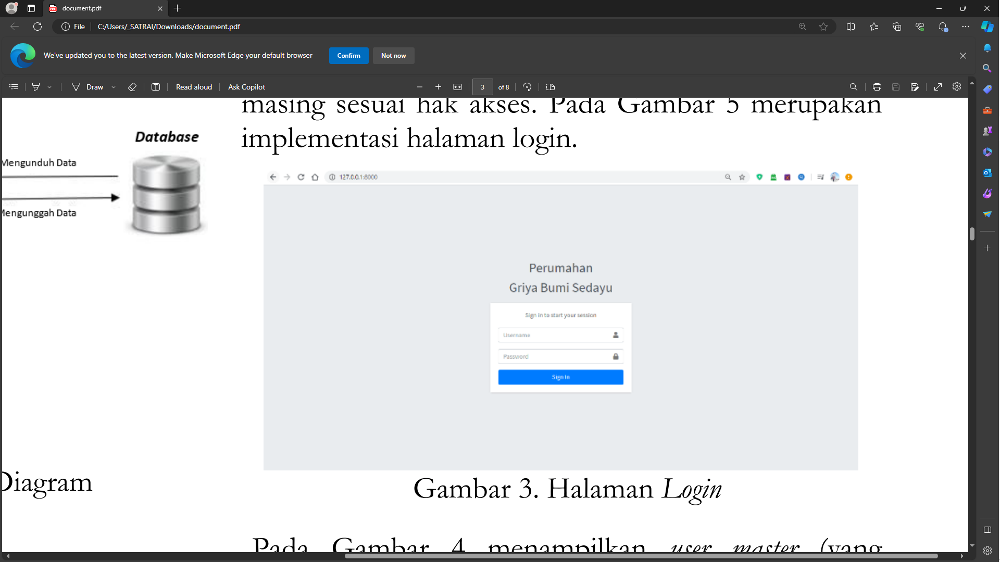 document.pdf
File
C:/Users/_SATRAI/Downloads/document.pdf
We've updated you to the latest version. Make Microsoft Edge your default browser
Confirm
Not now
Draw
Read aloud
Ask Copilot
3
of 8
Database
Mengunduh Data
Mengunggah Data
Diagram
masing sesuai hak akses. Pada Gambar 5 merupakan
implementasi halaman login.
127.0.0.1:8000
Perumahan
Griya Bumi Sedayu
Sign in to start your session
Username
Password
Sign In
Gambar 3. Halaman Login
Pada Gambar 4 menampilkan user master (yang